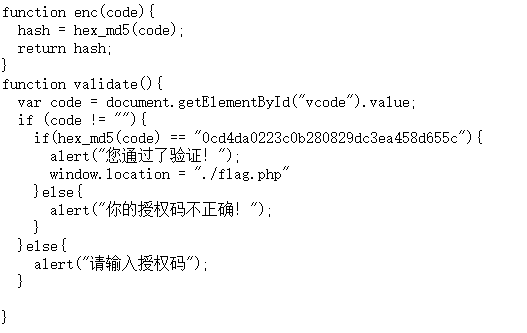 function enc(code){
  hash = hex_md5(code);
  return hash;
}
function validate(){
  var code = document.getElementById("vcode").value;
  if (code != ""){
    if(hex_md5(code) == "0cd4da0223c0b280829dc3ea458d655c"){
      alert("您通过了验证！");
      window.location = "./flag.php"
    }else{
      alert("你的授权码不正确！");
    }
  }else{
    alert("请输入授权码");
  }
}